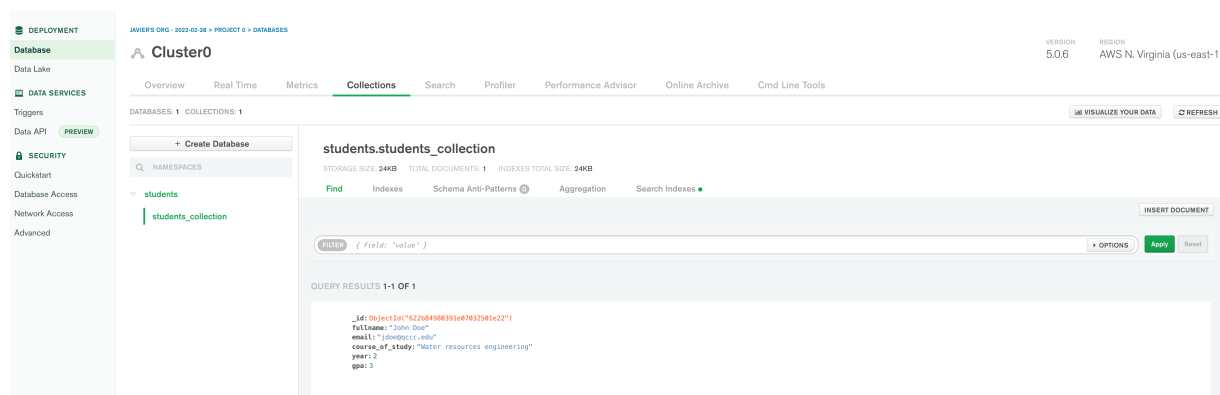 DEPLOYMENT
Database
Data Lake
DATA SERVICES
Triggers
Data API PREVIEW
SECURITY
Quickstart
Database Access
Network Access
Advanced
JAVIER'S ORG - 2022-02-28 > PROJECT 0 > DATABASES
Cluster0
VERSION
5.0.6
REGION
AWS N. Virginia (us-east-1
Overview Real Time Metrics Collections Search Profiler Performance Advisor Online Archive Cmd Line Tools
DATABASES: 1 COLLECTIONS: 1
VISUALIZE YOUR DATA
REFRESH
+ Create Database
NAMESPACES
students
students_collection
students.students_collection
STORAGE SIZE: 24KB TOTAL DOCUMENTS: 1 INDEXES TOTAL SIZE: 24KB
Find Indexes Schema Anti-Patterns 0 Aggregation Search Indexes
INSERT DOCUMENT
FILTER { field: 'value' }
OPTIONS Apply Reset
QUERY RESULTS 1-1 OF 1
_id: ObjectId("622b84980391e07032501e22")
fullname: "John Doe"
email: "jdoe@qccc.edu"
course_of_study: "Water resources engineering"
year: 2
gpa: 3